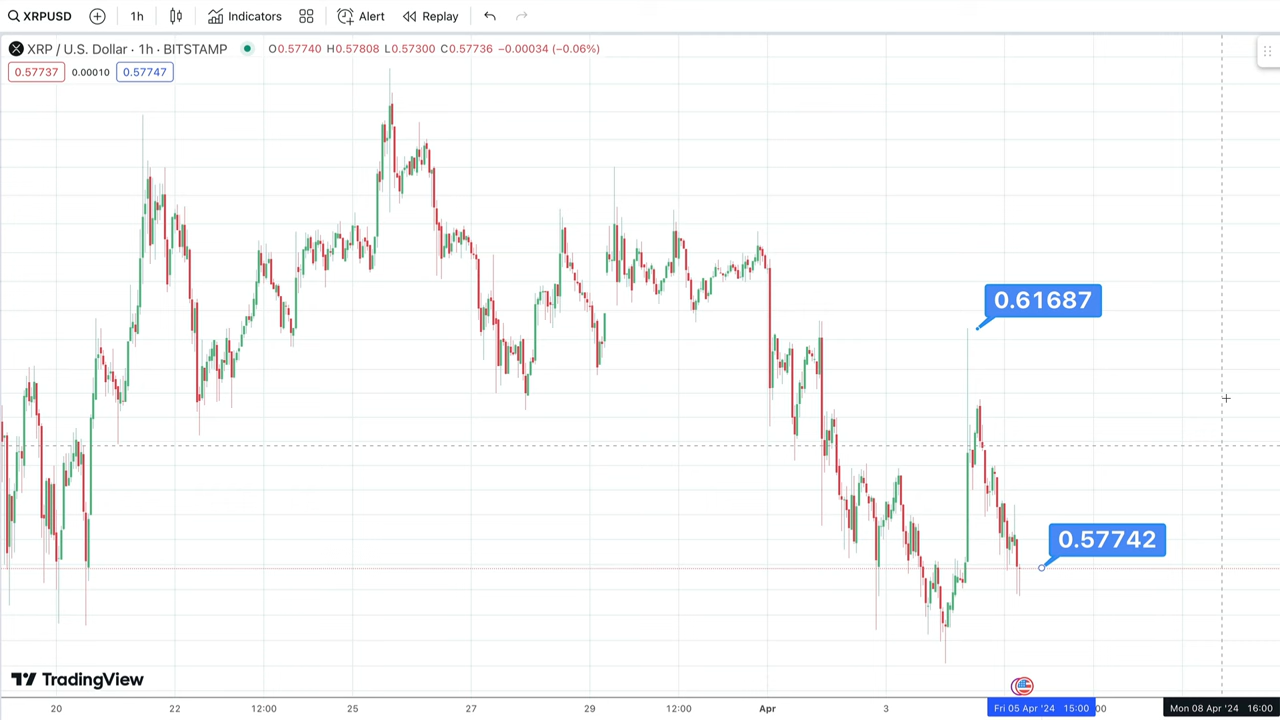 XRPUSD 1h Indicators Alert Replay
XRP / U.S. Dollar · 1h · BITSTAMP O0.57740 H0.57808 L0.57300 C0.57736 −0.00034 (−0.06%)
0.57737 0.00010 0.57747
0.61687
0.57742
TradingView
20 22 12:00 25 27 29 12:00 Apr 3 Fri 05 Apr '24 15:00 00 Mon 08 Apr '24 16:00